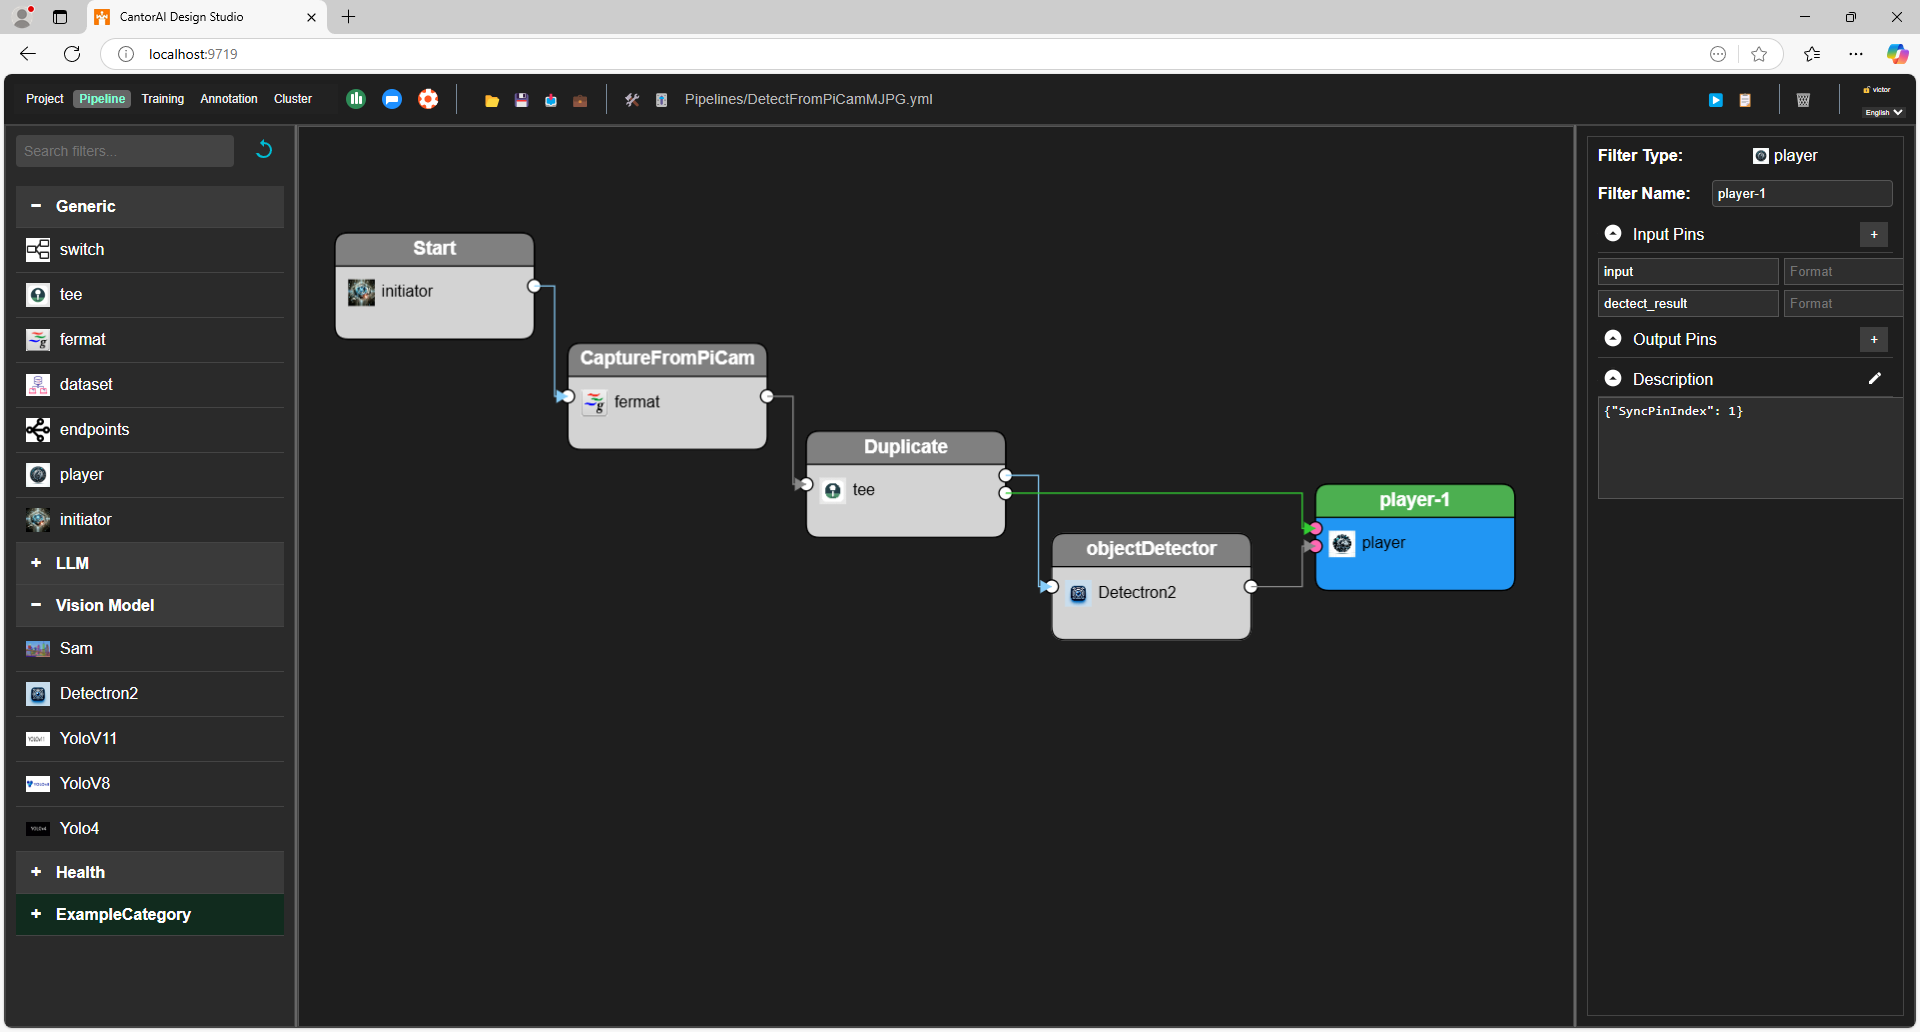 CantorAI Design Studio
localhost:9719
Project Pipeline Training Annotation Cluster
Pipelines/DetectFromPiCamMJPG.yml
victor
English
Search filters...
Generic
switch
tee
fermat
dataset
endpoints
player
initiator
LLM
Vision Model
Sam
Detectron2
YoloV11
YoloV8
Yolo4
Health
ExampleCategory
Start
initiator
CaptureFromPiCam
fermat
Duplicate
tee
objectDetector
Detectron2
player-1
player
Filter Type: player
Filter Name: player-1
Input Pins
input Format
dectect_result Format
Output Pins
Description
{"SyncPinIndex": 1}